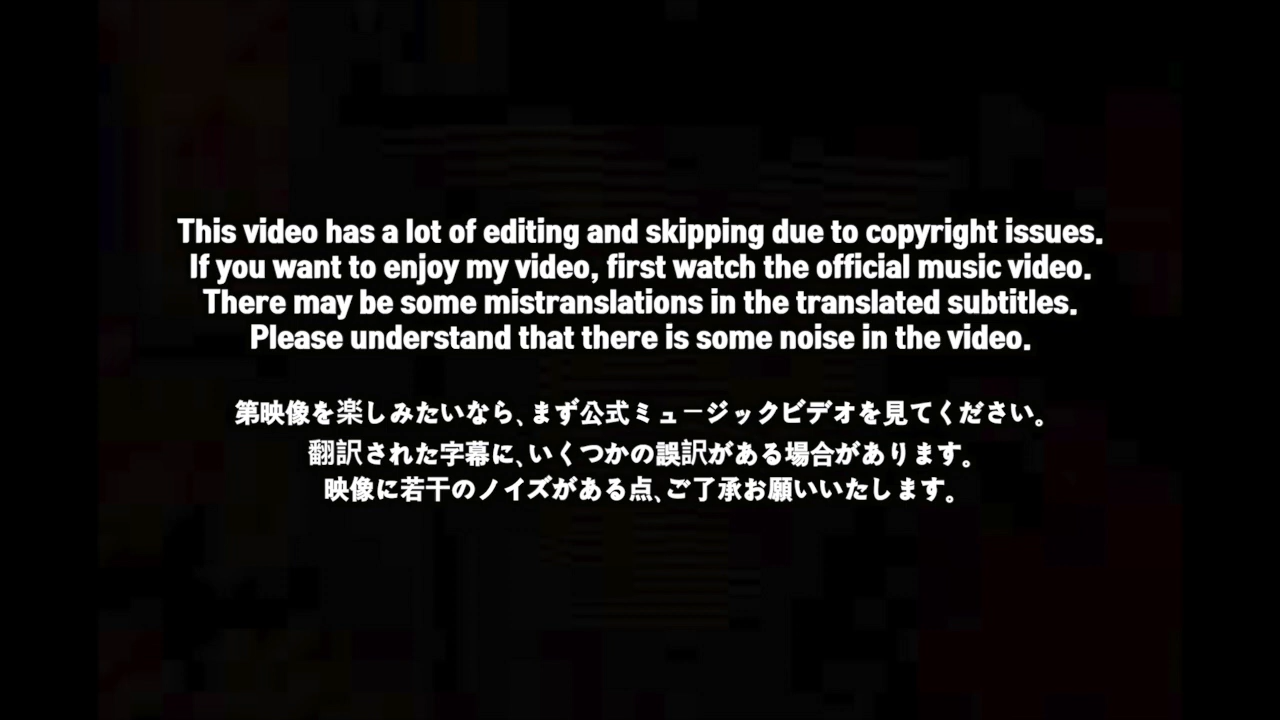 This video has a lot of editing and skipping due to copyright issues.
If you want to enjoy my video, first watch the official music video.
There may be some mistranslations in the translated subtitles.
Please understand that there is some noise in the video.
第映像を楽しみたいなら、まず公式ミュージックビデオを見てください。
翻訳された字幕に、いくつかの誤訳がある場合があります。
映像に若干のノイズがある点、ご了承お願いいたします。